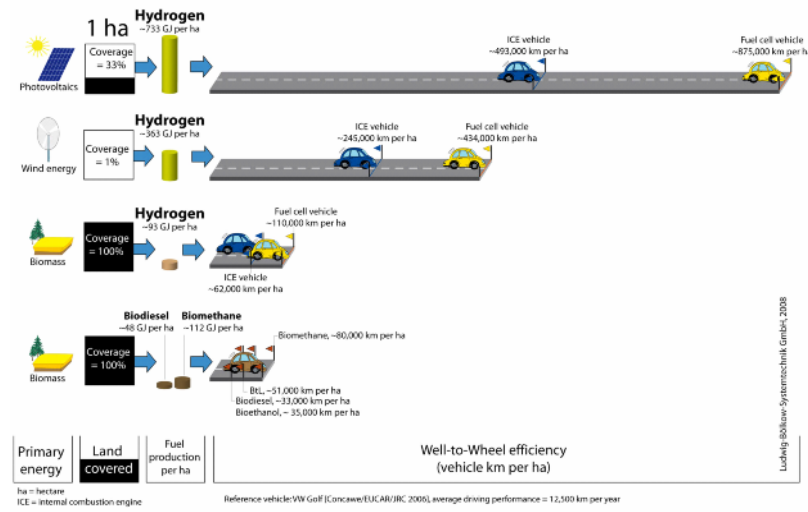 1 ha
Hydrogen
~733 GJ per ha
Coverage
= 33%
Photovoltaics
ICE vehicle
~493,000 km per ha
Fuel cell vehicle
~875,000 km per ha
Hydrogen
~363 GJ per ha
Coverage
= 1%
Wind energy
ICE vehicle
~245,000 km per ha
Fuel cell vehicle
~434,000 km per ha
Hydrogen
~93 GJ per ha
Coverage
= 100%
Biomass
Fuel cell vehicle
~110,000 km per ha
ICE vehicle
~62,000 km per ha
Biodiesel
~48 GJ per ha
Biomethane
~112 GJ per ha
Coverage
= 100%
Biomass
Biomethane, ~80,000 km per ha
BtL, ~51,000 km per ha
Biodiesel, ~33,000 km per ha
Bioethanol, ~ 35,000 km per ha
Ludwig-Bölkow-Systemtechnik GmbH, 2008
Primary
energy
Land
covered
Fuel
production
per ha
Well-to-Wheel efficiency
(vehicle km per ha)
ha = hectare
ICE = internal combustion engine
Reference vehicle: VW Golf [Concawe/EUCAR/JRC 2006], average driving performance = 12,500 km per year